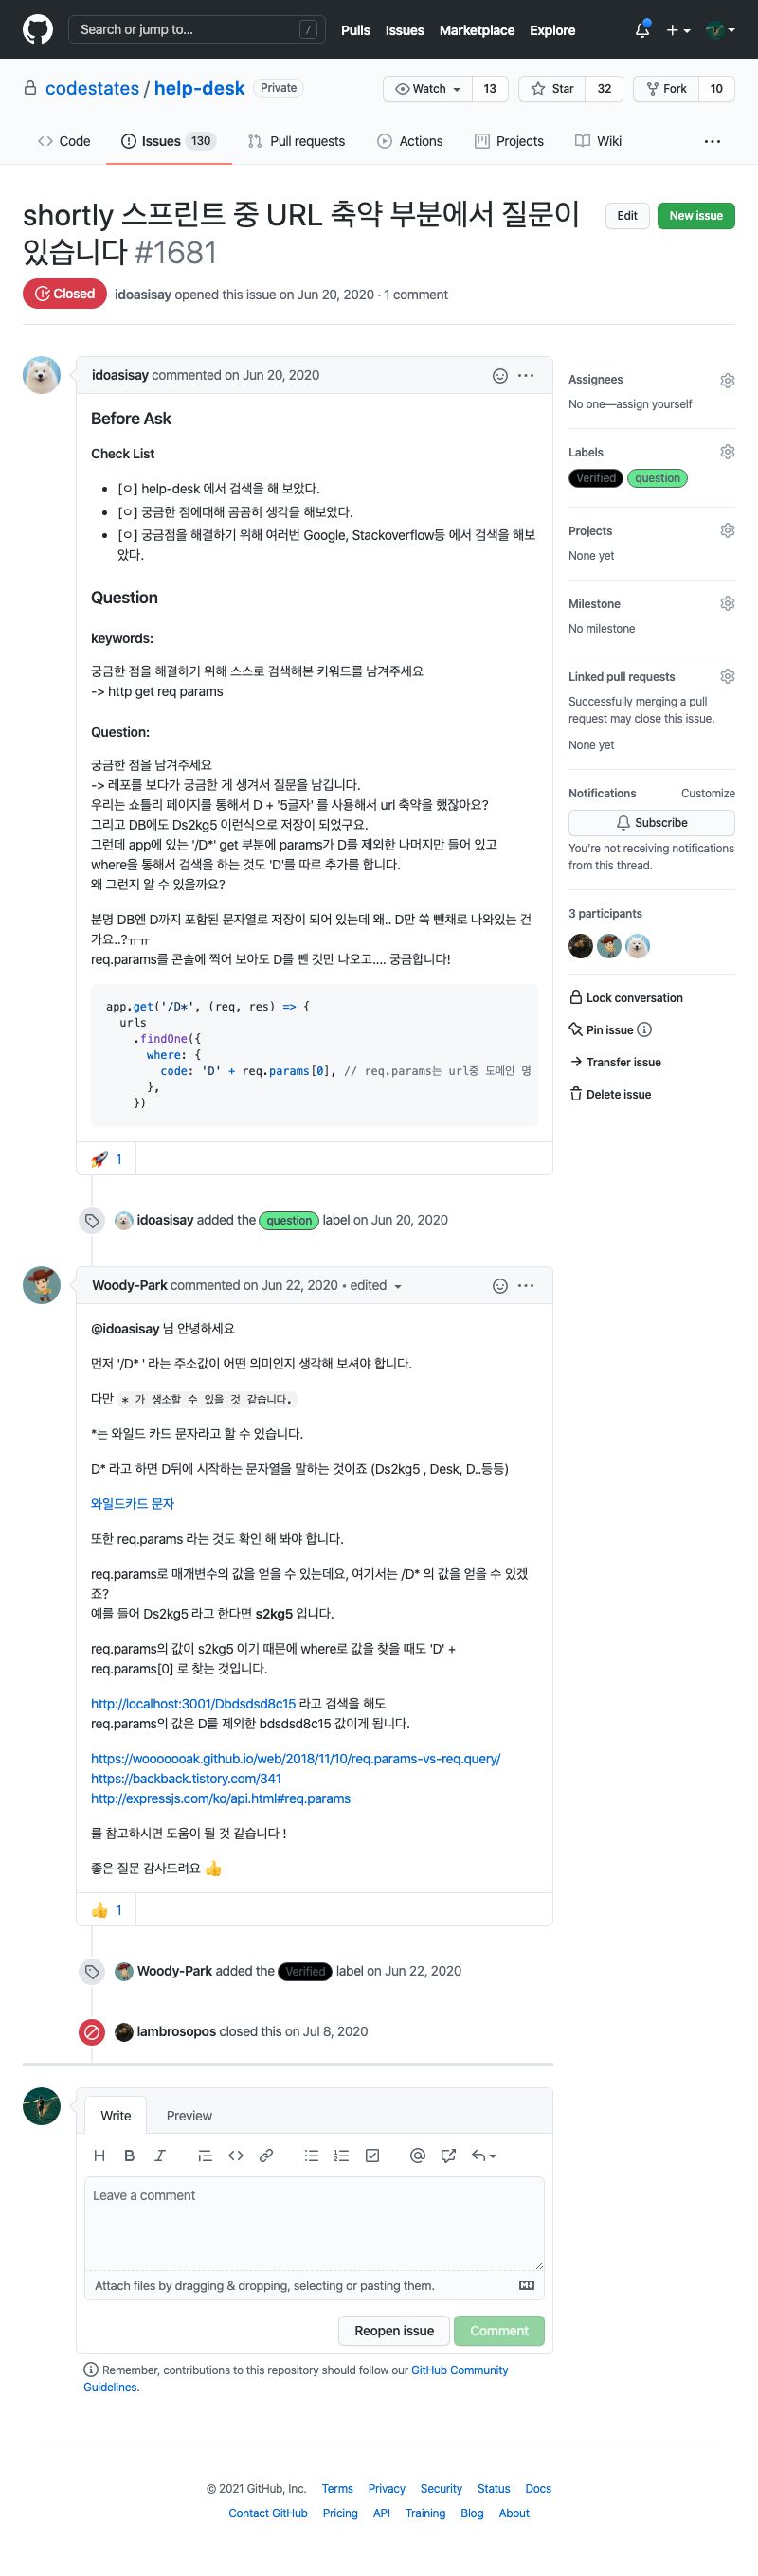 Search or jump to... /
Pulls Issues Marketplace Explore
codestates / help-desk Private
Watch 13 Star 32 Fork 10
Code Issues 130 Pull requests Actions Projects Wiki ...
shortly 스프린트 중 URL 축약 부분에서 질문이
있습니다 #1681
Edit New issue
Closed idoasisay opened this issue on Jun 20, 2020 · 1 comment
idoasisay commented on Jun 20, 2020
Before Ask
Check List
• [ㅇ] help-desk 에서 검색을 해 보았다.
• [ㅇ] 궁금한 점에대해 곰곰히 생각을 해보았다.
• [ㅇ] 궁금점을 해결하기 위해 여러번 Google, Stackoverflow등 에서 검색을 해보
았다.
Question
keywords:
궁금한 점을 해결하기 위해 스스로 검색해본 키워드를 남겨주세요
-> http get req params
Question:
궁금한 점을 남겨주세요
-> 레포를 보다가 궁금한 게 생겨서 질문을 남깁니다.
우리는 쇼틀리 페이지를 통해서 D + '5글자' 를 사용해서 url 축약을 했잖아요?
그리고 DB에도 Ds2kg5 이런식으로 저장이 되었구요.
그런데 app에 있는 '/D*' get 부분에 params가 D를 제외한 나머지만 들어 있고
where을 통해서 검색을 하는 것도 'D'를 따로 추가를 합니다.
왜 그런지 알 수 있을까요?
분명 DB엔 D까지 포함된 문자열로 저장이 되어 있는데 왜.. D만 쏙 뺀채로 나와있는 건
가요..?ㅠㅠ
req.params를 콘솔에 찍어 보아도 D를 뺀 것만 나오고.... 궁금합니다!
app.get('/D*', (req, res) => {
urls
.findOne({
where: {
code: 'D' + req.params[0], // req.params는 url중 도메인 명
},
})
🚀 1
idoasisay added the question label on Jun 20, 2020
Woody-Park commented on Jun 22, 2020 • edited
@idoasisay 님 안녕하세요
먼저 '/D* ' 라는 주소값이 어떤 의미인지 생각해 보셔야 합니다.
다만 * 가 생소할 수 있을 것 같습니다.
*는 와일드 카드 문자라고 할 수 있습니다.
D* 라고 하면 D뒤에 시작하는 문자열을 말하는 것이죠 (Ds2kg5 , Desk, D..등등)
와일드카드 문자
또한 req.params 라는 것도 확인 해 봐야 합니다.
req.params로 매개변수의 값을 얻을 수 있는데요, 여기서는 /D* 의 값을 얻을 수 있겠
죠?
예를 들어 Ds2kg5 라고 한다면 s2kg5 입니다.
req.params의 값이 s2kg5 이기 때문에 where로 값을 찾을 때도 'D' +
req.params[0] 로 찾는 것입니다.
http://localhost:3001/Dbdsdsd8c15 라고 검색을 해도
req.params의 값은 D를 제외한 bdsdsd8c15 값이게 됩니다.
https://wooooooak.github.io/web/2018/11/10/req.params-vs-req.query/
https://backback.tistory.com/341
http://expressjs.com/ko/api.html#req.params
를 참고하시면 도움이 될 것 같습니다 !
좋은 질문 감사드려요 👍
👍 1
Woody-Park added the Verified label on Jun 22, 2020
lambrosopos closed this on Jul 8, 2020
Assignees
No one—assign yourself
Labels
Verified question
Projects
None yet
Milestone
No milestone
Linked pull requests
Successfully merging a pull
request may close this issue.
None yet
Notifications Customize
Subscribe
You're not receiving notifications
from this thread.
3 participants
Lock conversation
Pin issue
Transfer issue
Delete issue
Write Preview
Leave a comment
Attach files by dragging & dropping, selecting or pasting them.
Reopen issue Comment
Remember, contributions to this repository should follow our GitHub Community
Guidelines.
© 2021 GitHub, Inc. Terms Privacy Security Status Docs
Contact GitHub Pricing API Training Blog About